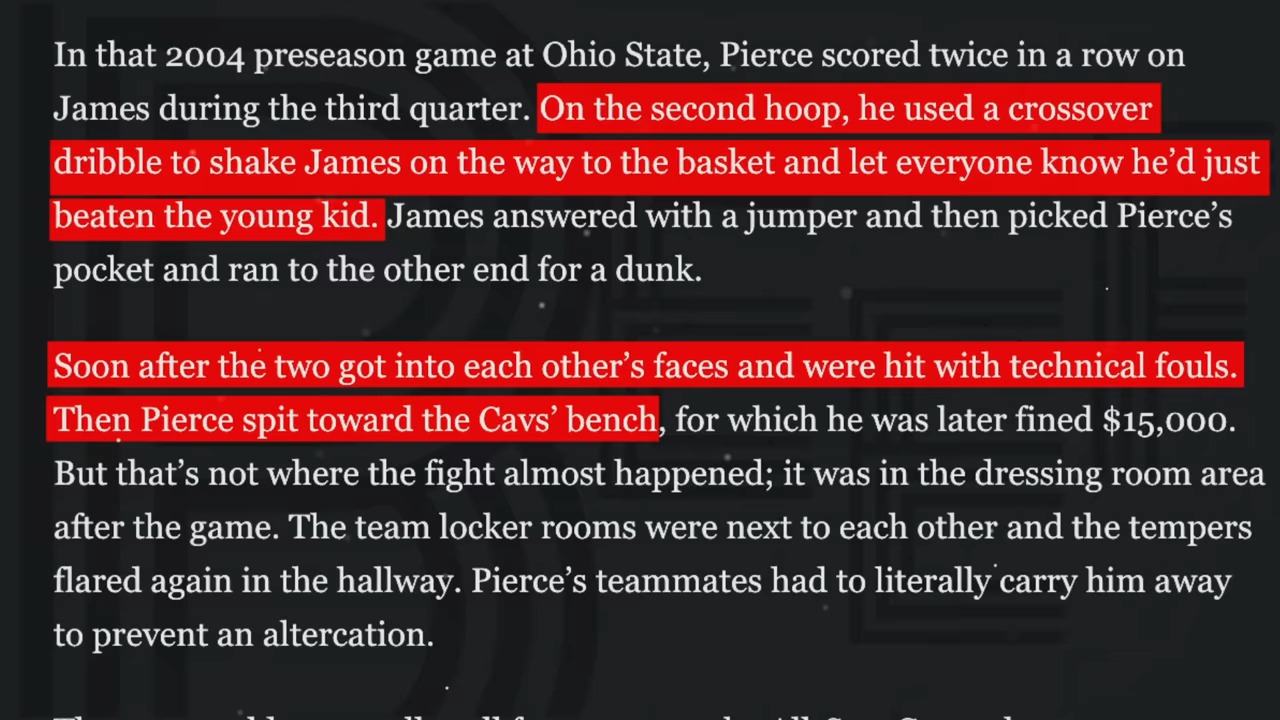 In that 2004 preseason game at Ohio State, Pierce scored twice in a row on
James during the third quarter. On the second hoop, he used a crossover
dribble to shake James on the way to the basket and let everyone know he’d just
beaten the young kid. James answered with a jumper and then picked Pierce’s
pocket and ran to the other end for a dunk.
Soon after the two got into each other’s faces and were hit with technical fouls.
Then Pierce spit toward the Cavs’ bench, for which he was later fined $15,000.
But that’s not where the fight almost happened; it was in the dressing room area
after the game. The team locker rooms were next to each other and the tempers
flared again in the hallway. Pierce’s teammates had to literally carry him away
to prevent an altercation.